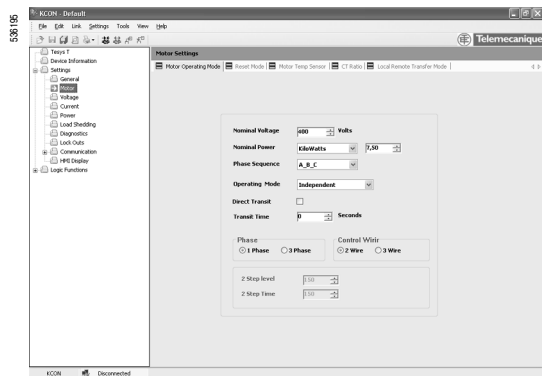 536195
KCON - Default
File Edit Link Settings Tools View Help
Telemecanique
Tesys T
Device Information
Settings
General
Motor
Voltage
Current
Power
Load Shedding
Diagnostics
Lock Outs
Communication
HMI Display
Logic Functions
Motor Settings
Motor Operating Mode Reset Mode Motor Temp Sensor CT Ratio Local Remote Transfer Mode
Nominal Voltage 400 Volts
Nominal Power KiloWatts 7,50
Phase Sequence A_B_C
Operating Mode Independent
Direct Transit
Transit Time 0 Seconds
Phase
1 Phase 3 Phase
Control Wirir
2 Wire 3 Wire
2 Step level 150
2 Step Time 150
KCON Disconnected